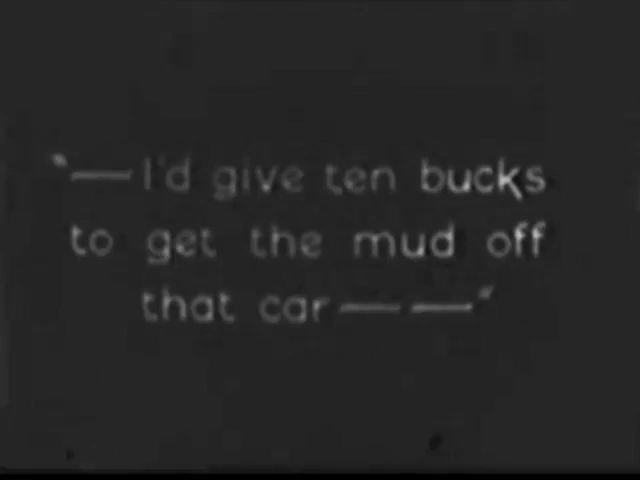 "—I'd give ten bucks
to get the mud off
that car — —"